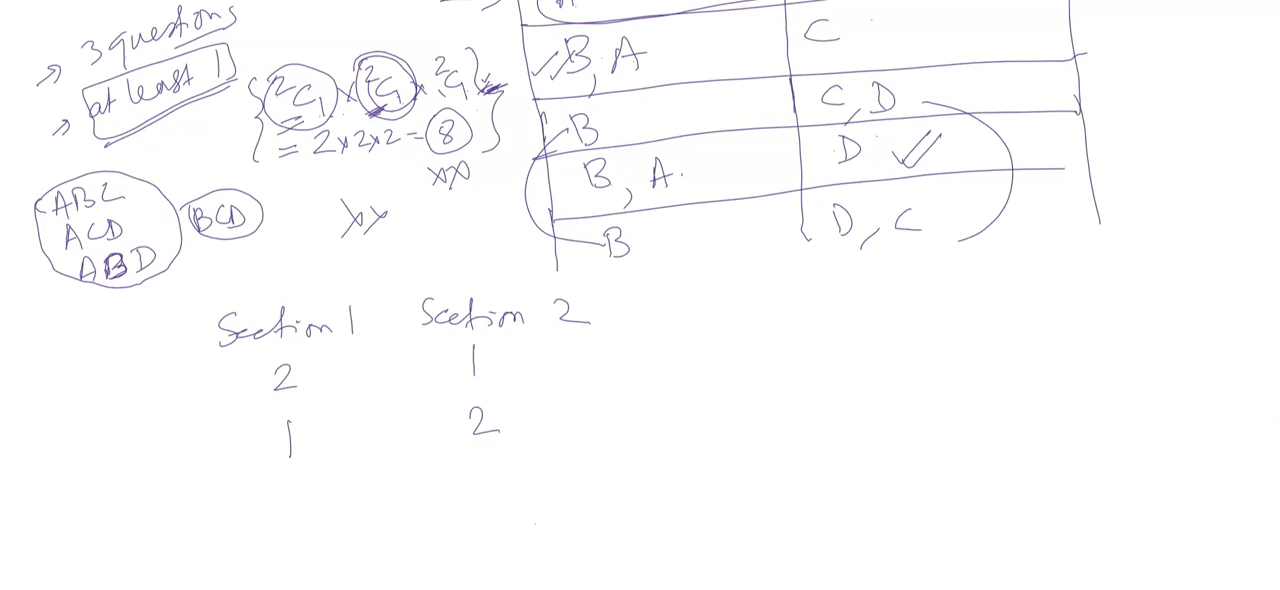 → 3 questions
→ at least 1
{ ²C₁ × ²C₁ × ²C₁
= 2×2×2 = 8 }
××
ABC
ACD
ABD
BCD
××
B, A C
B C, D
B, A. D
B D, C
Section 1 Section 2
2 1
1 2